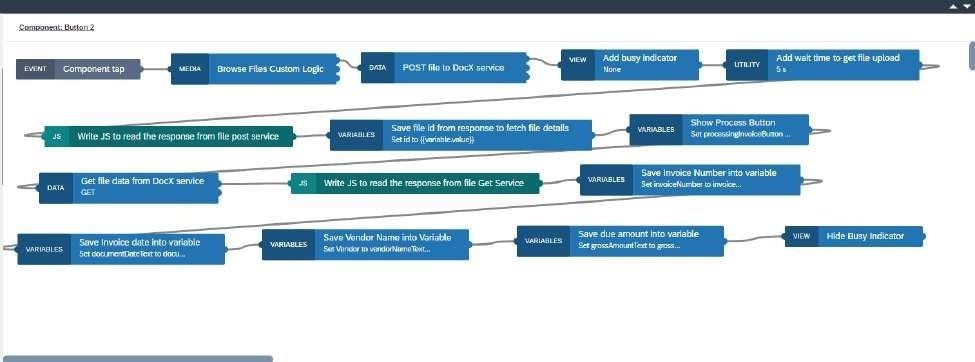 Component: Button 2
EVENT Component tap
MEDIA Browse Files Custom Logic
DATA POST file to DocX service
VIEW Add busy indicator
None
UTILITY Add wait time to get file upload
5 s
JS Write JS to read the response from file post service
VARIABLES Save file id from response to fetch file details
Set id to {{variable.value}}
VARIABLES Show Process Button
Set processingInvoiceButton ...
DATA Get file data from DocX service
GET
JS Write JS to read the response from file Get Service
VARIABLES Save Invoice Number into variable
Set invoiceNumber to invoice...
VARIABLES Save Invoice date into variable
Set documentDateText to docu...
VARIABLES Save Vendor Name into Variable
Set Vendor to vendorNameText...
VARIABLES Save due amount into variable
Set grossAmountText to gross...
VIEW Hide Busy Indicator